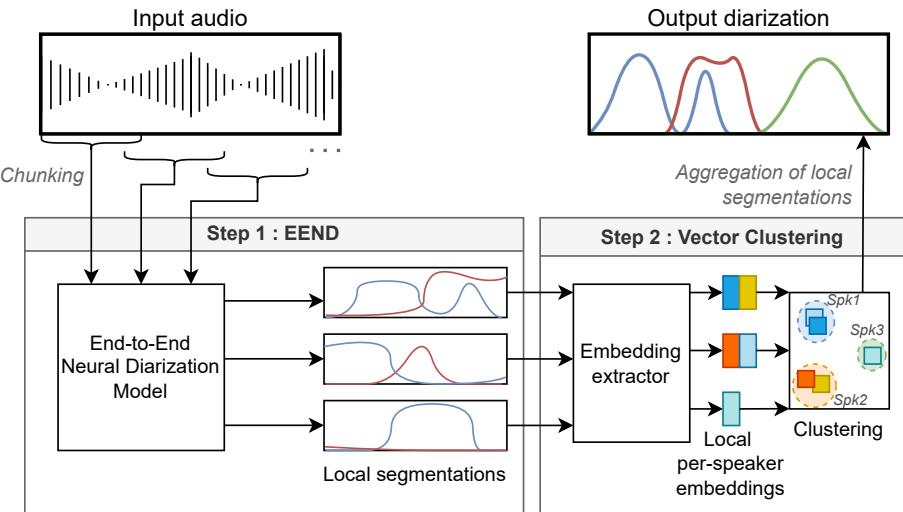 Input audio
Output diarization
. . .
Chunking
Aggregation of local
segmentations
Step 1 : EEND
Step 2 : Vector Clustering
End-to-End
Neural Diarization
Model
Embedding
extractor
Spk1
Spk3
Spk2
Local segmentations
Local
per-speaker
embeddings
Clustering